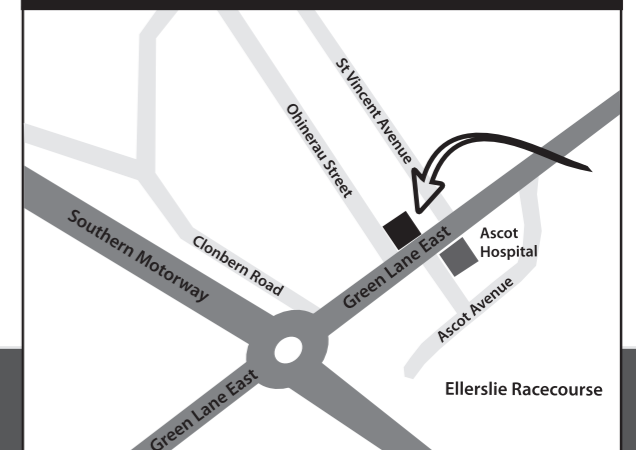 St Vincent Avenue
Ohinerau Street
Southern Motorway
Clonbern Road
Green Lane East
Ascot
Hospital
Ascot Avenue
Ellerslie Racecourse
Green Lane East